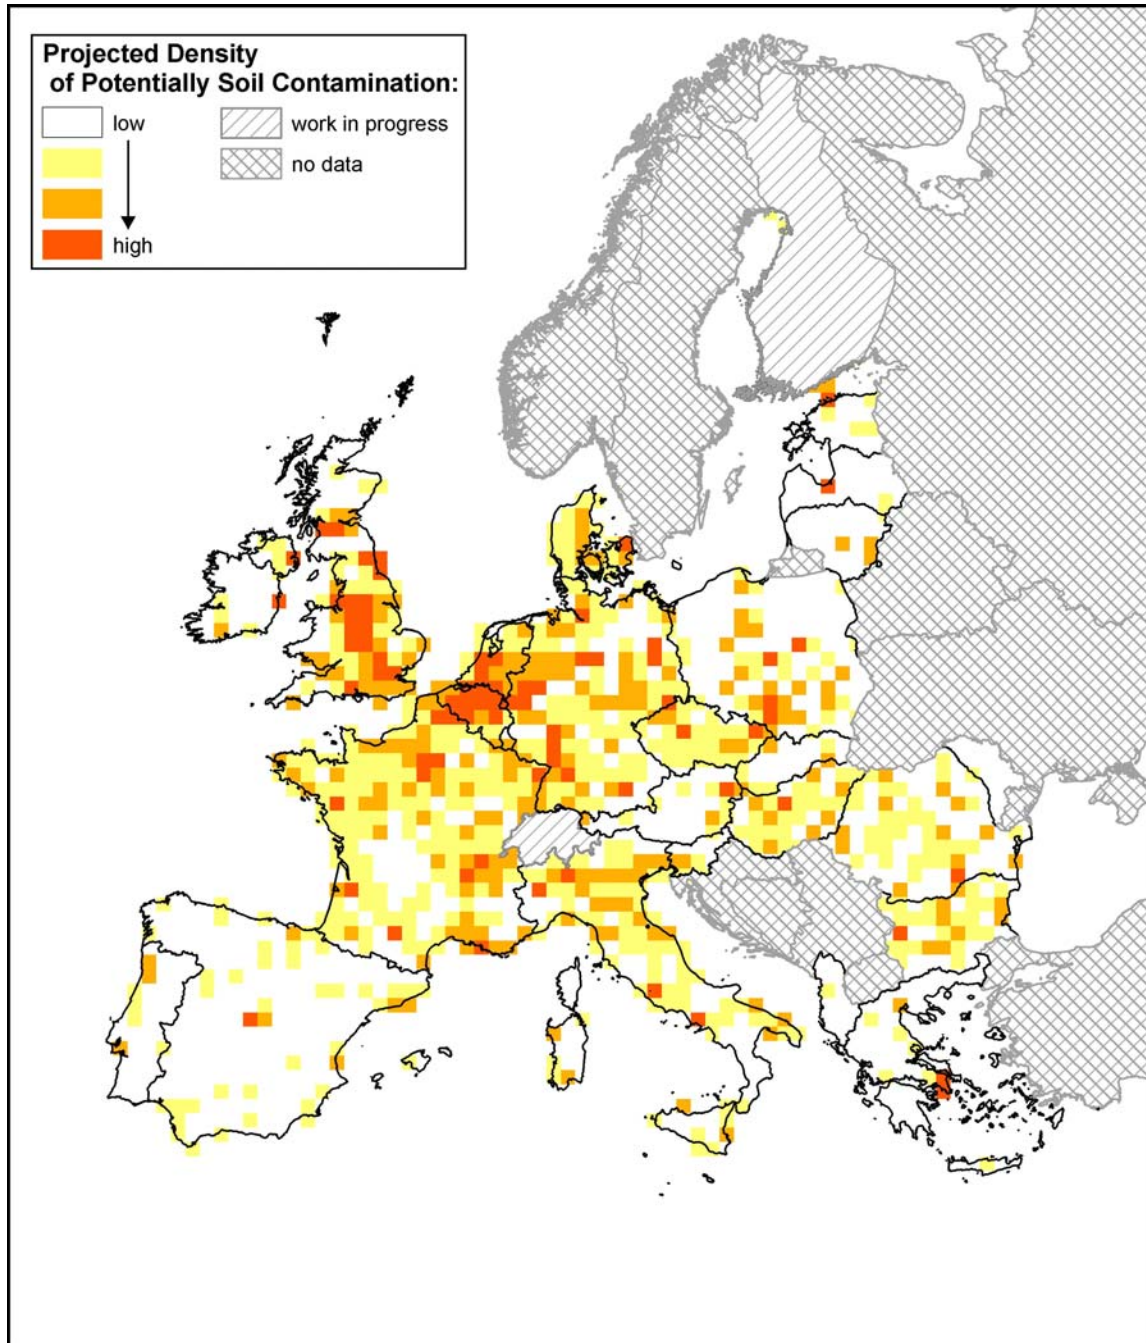 Projected Density
of Potentially Soil Contamination:
low
high
work in progress
no data